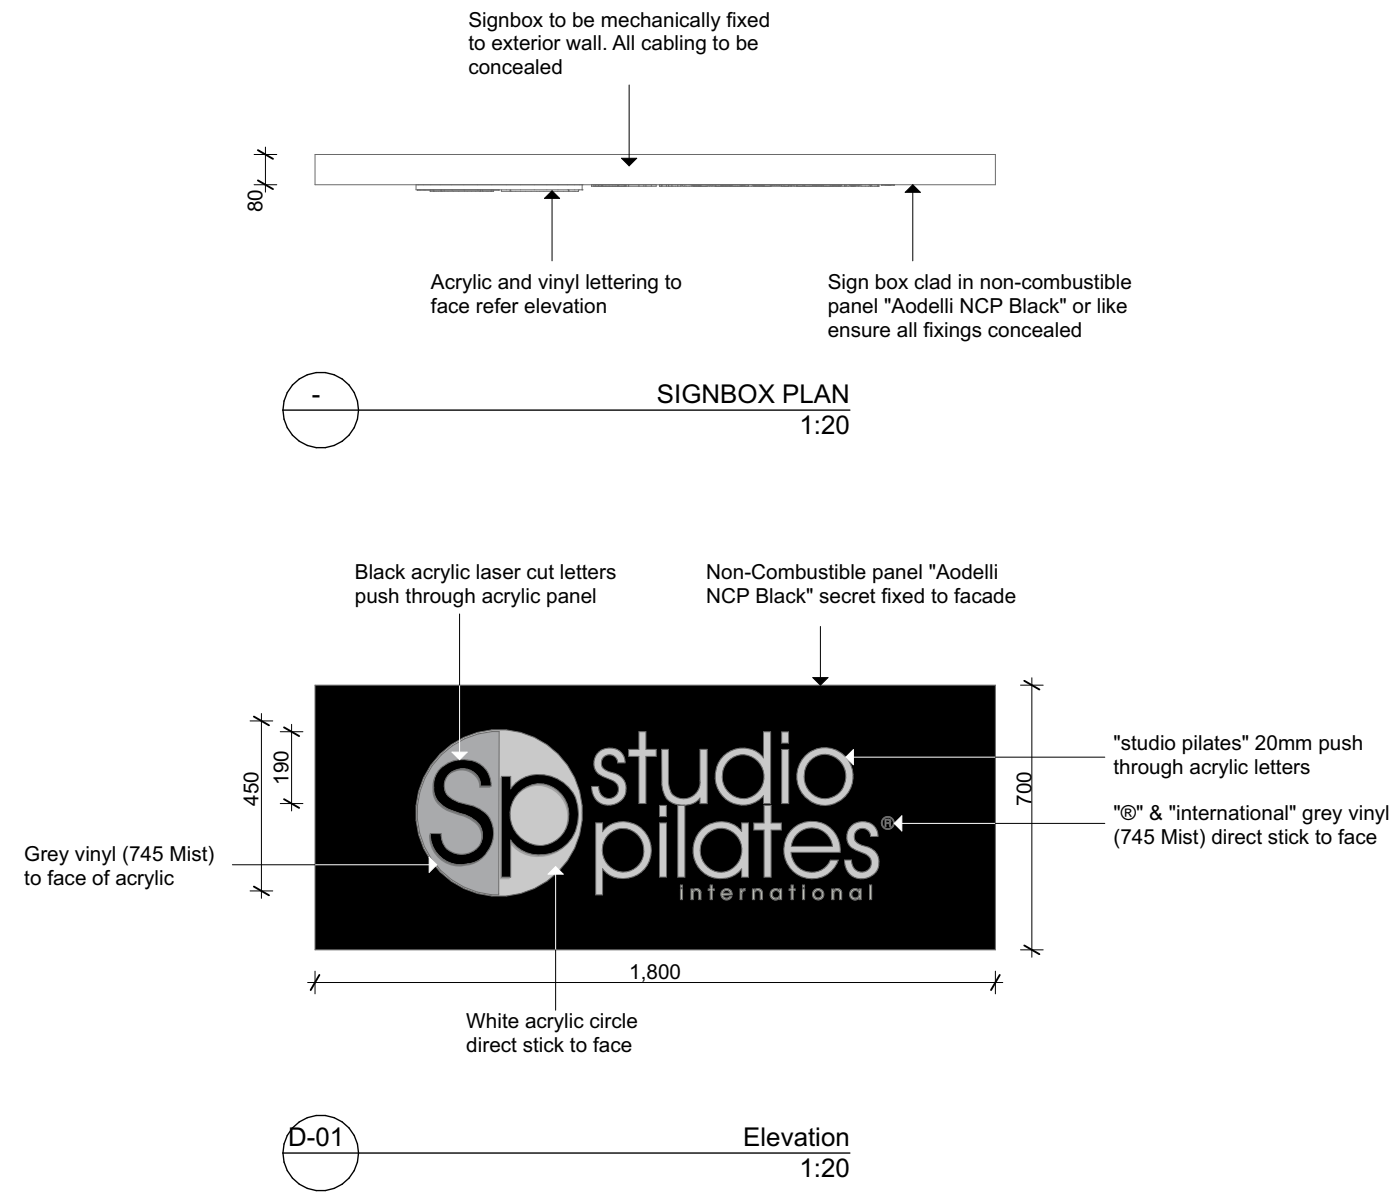 Signbox to be mechanically fixed
to exterior wall. All cabling to be
concealed
80
Acrylic and vinyl lettering to
face refer elevation
Sign box clad in non-combustible
panel "Aodelli NCP Black" or like
ensure all fixings concealed
-
SIGNBOX PLAN
1:20
Black acrylic laser cut letters
push through acrylic panel
Non-Combustible panel "Aodelli
NCP Black" secret fixed to facade
450
190
Sp
studio
pilates®
international
700
"studio pilates" 20mm push
through acrylic letters
"®" & "international" grey vinyl
(745 Mist) direct stick to face
Grey vinyl (745 Mist)
to face of acrylic
1,800
White acrylic circle
direct stick to face
D-01
Elevation
1:20